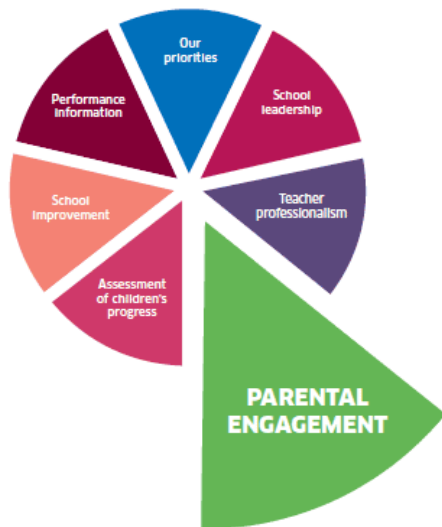 Our
priorities
School
leadership
Teacher
professionalism
PARENTAL
ENGAGEMENT
Assessment
of children's
progress
School
improvement
Performance
information